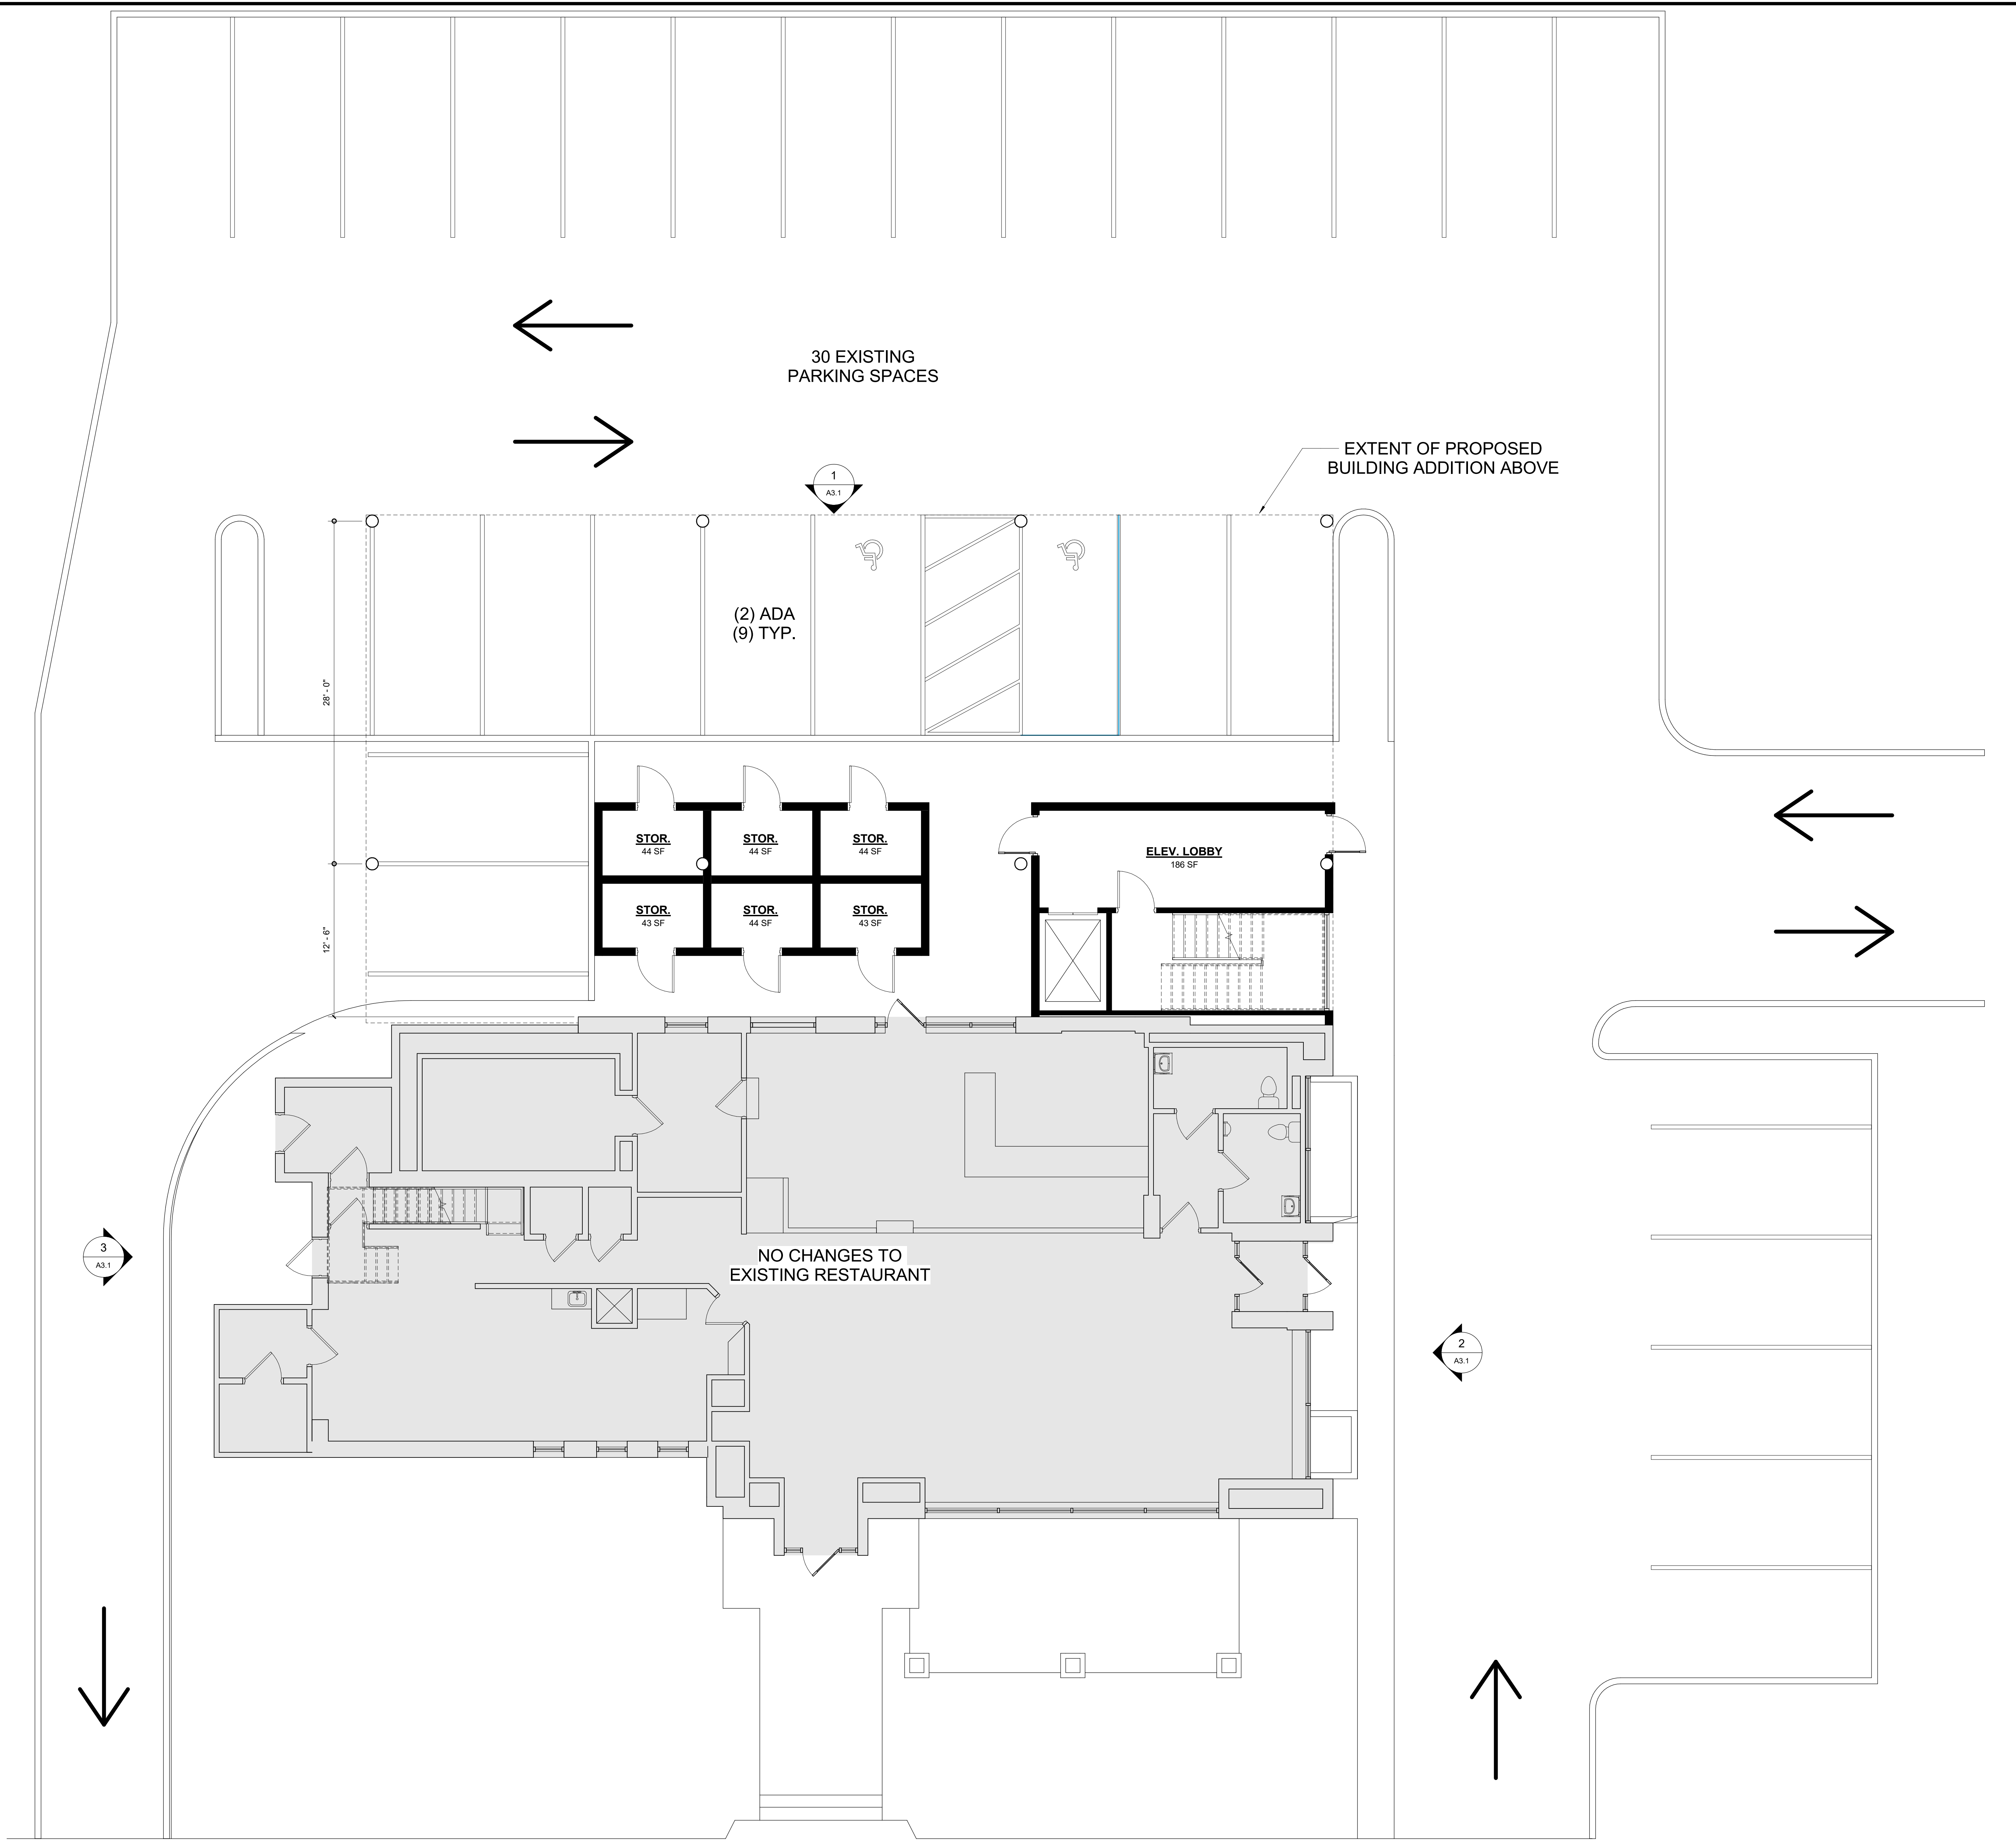 30 EXISTING
PARKING SPACES
EXTENT OF PROPOSED
BUILDING ADDITION ABOVE
1
A3.1
(2) ADA
(9) TYP.
28' - 0"
12' - 6"
STOR.
44 SF
STOR.
44 SF
STOR.
44 SF
ELEV. LOBBY
186 SF
STOR.
43 SF
STOR.
44 SF
STOR.
43 SF
3
A3.1
NO CHANGES TO
EXISTING RESTAURANT
2
A3.1